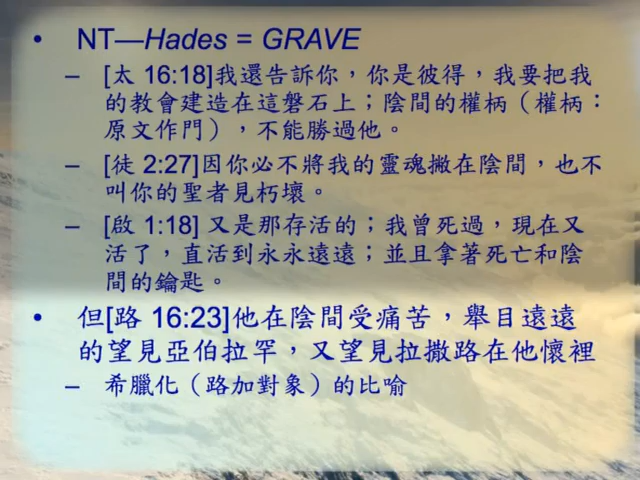 • NT—Hades = GRAVE
– [太 16:18]我還告訴你，你是彼得，我要把我
的教會建造在這磐石上；陰間的權柄（權柄：
原文作門），不能勝過他。
– [徒 2:27]因你必不將我的靈魂撇在陰間，也不
叫你的聖者見朽壞。
– [啟 1:18] 又是那存活的；我曾死過，現在又
活了，直活到永永遠遠；並且拿著死亡和陰
間的鑰匙。
• 但[路 16:23]他在陰間受痛苦，舉目遠遠
的望見亞伯拉罕，又望見拉撒路在他懷裡
– 希臘化（路加對象）的比喻